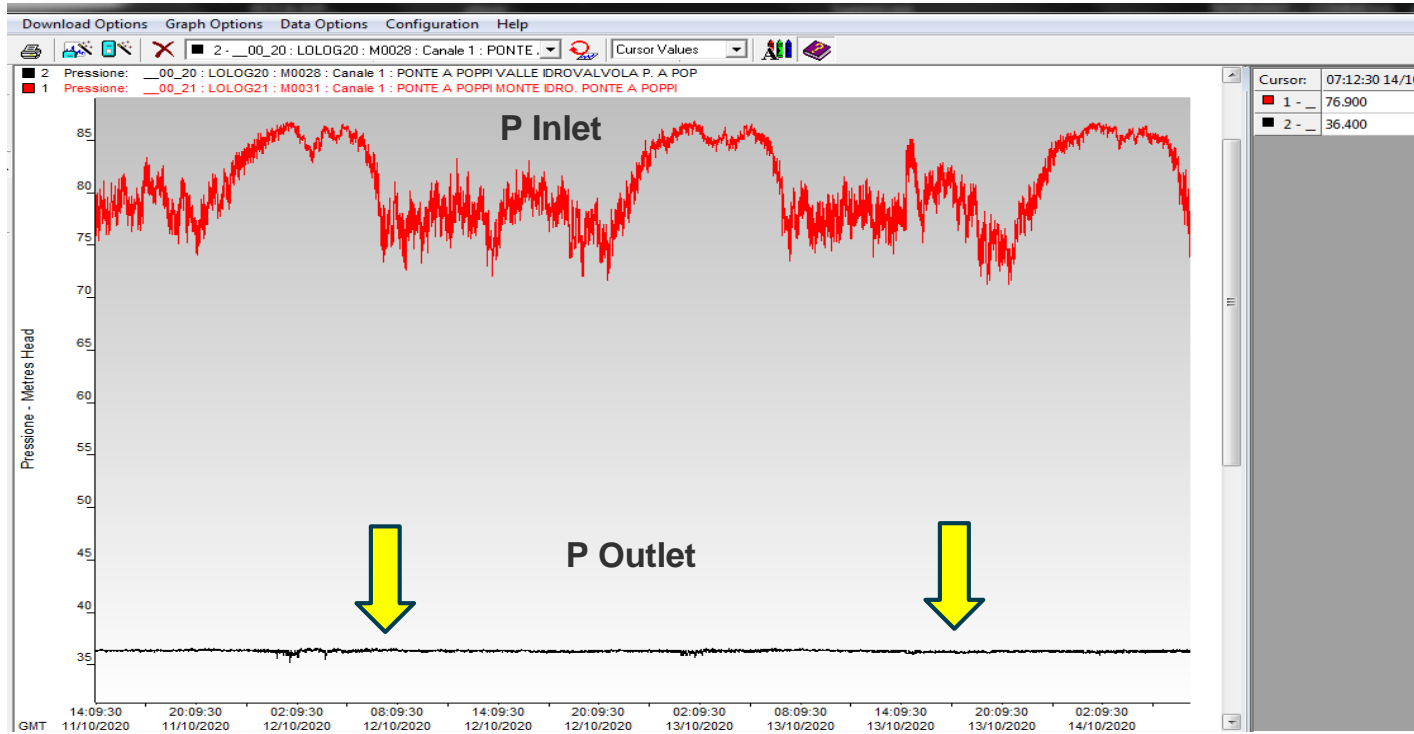 Download Options Graph Options Data Options Configuration Help
2 - __00_20 : LOLOG20 : M0028 : Canale 1 : PONTE . Cursor Values
2 Pressione: __00_20 : LOLOG20 : M0028 : Canale 1 : PONTE A POPPI VALLE IDROVALVOLA P. A POP
1 Pressione: __00_21 : LOLOG21 : M0031 : Canale 1 : PONTE A POPPI MONTE IDRO. PONTE A POPPI
Cursor: 07:12:30 14/10
1 - _ 76.900
2 - _ 36.400
P Inlet
85
80
75
70
65
60
55
50
45
40
35
Pressione - Metres Head
P Outlet
14:09:30 20:09:30 02:09:30 08:09:30 14:09:30 20:09:30 02:09:30 08:09:30 14:09:30 20:09:30 02:09:30
GMT 11/10/2020 11/10/2020 12/10/2020 12/10/2020 12/10/2020 12/10/2020 13/10/2020 13/10/2020 13/10/2020 13/10/2020 14/10/2020